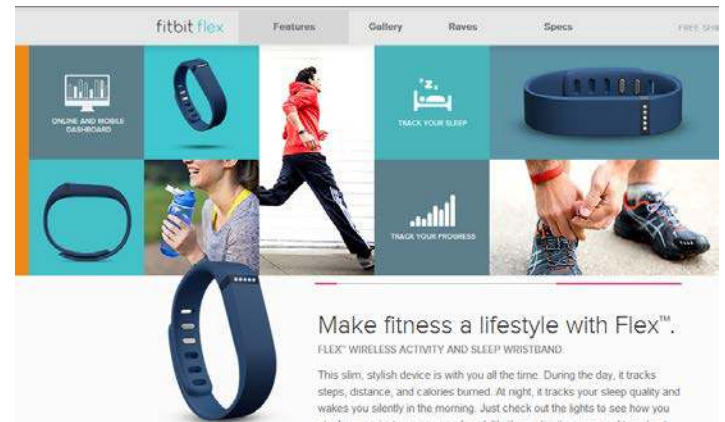 fitbit flex
Features
Gallery
Raves
Specs
FREE
ONLINE AND MOBILE
DASHBOARD
TRACK YOUR SLEEP
TRACK YOUR PROGRESS
Make fitness a lifestyle with Flex™.
FLEX™ WIRELESS ACTIVITY AND SLEEP WRISTBAND
This slim, stylish device is with you all the time. During the day, it tracks
steps, distance, and calories burned. At night, it tracks your sleep quality and
wakes you silently in the morning. Just check out the lights to see how you